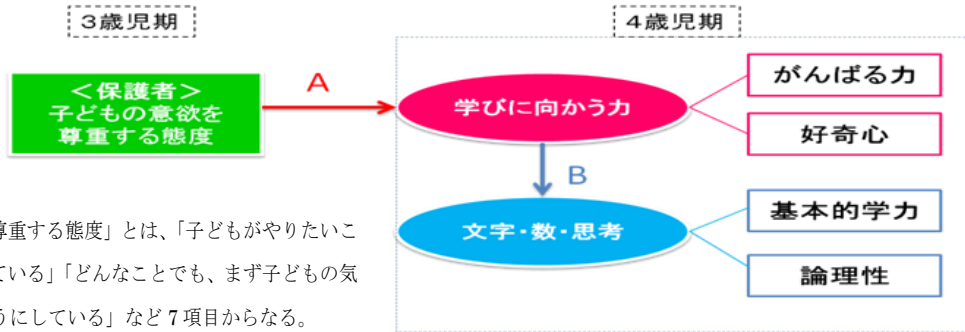 3歳児期
4歳児期
＜保護者＞
子どもの意欲を
尊重する態度
A
学びに向かう力
がんばる力
好奇心
B
文字・数・思考
基本的学力
論理性
尊重する態度」とは、「子どもがやりたいこ
ている」「どんなことでも、まず子どもの気
うにしている」など7項目からなる。